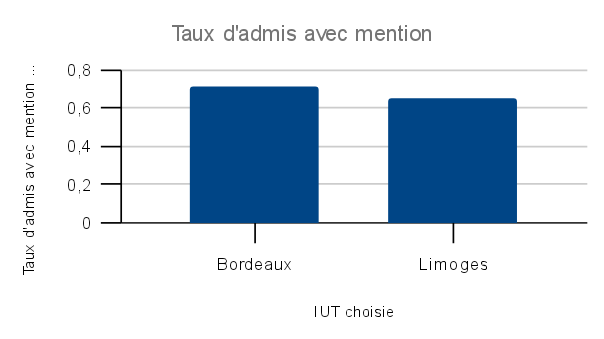 Taux d'admis avec mention
Taux d'admis avec mention ...
0,8
0,6
0,4
0,2
0
Bordeaux
Limoges
IUT choisie